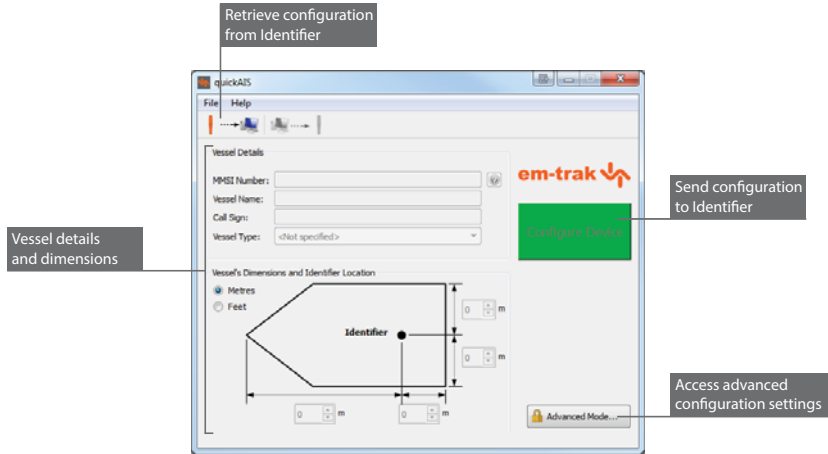 Retrieve configuration
from Identifier
quickAIS
File Help
Vessel Details
MMSI Number:
Vessel Name:
Call Sign:
Vessel Type: <Not specified>
em-trak
Configure Device
Send configuration
to Identifier
Vessel details
and dimensions
Vessel's Dimensions and Identifier Location
Metres
Feet
Identifier
0 m
0 m
0 m 0 m
Advanced Mode...
Access advanced
configuration settings